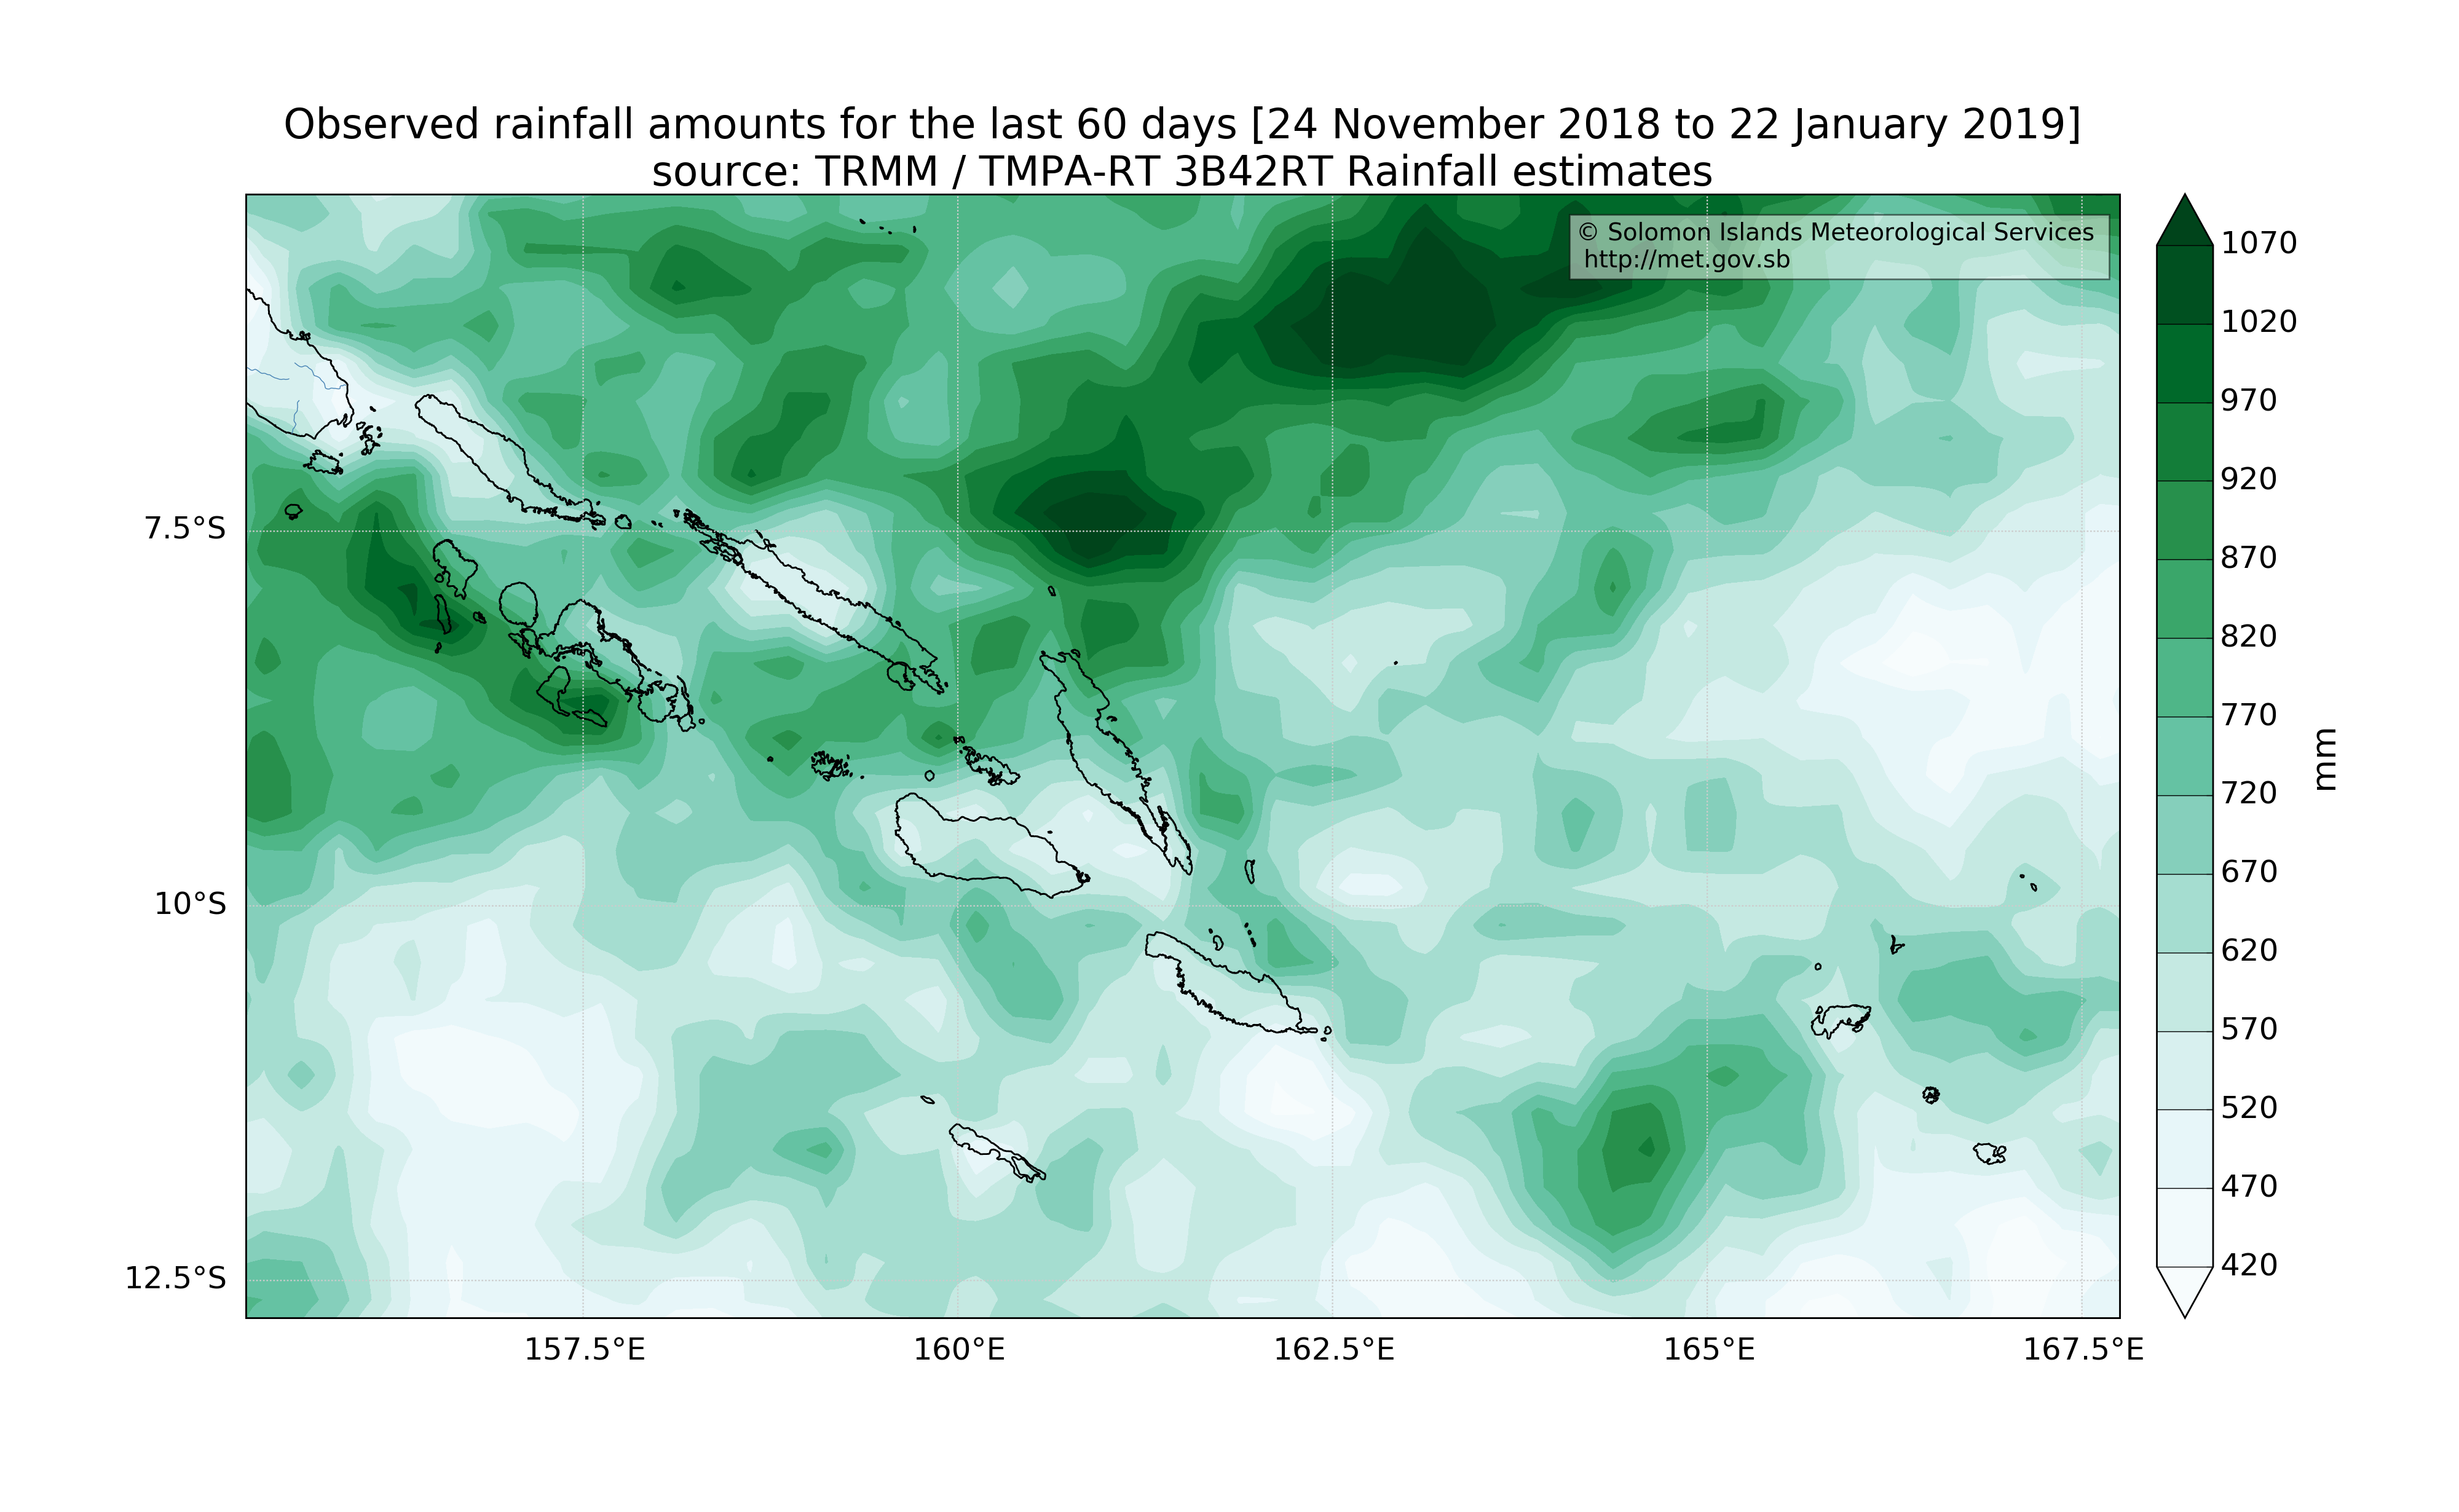 Observed rainfall amounts for the last 60 days [24 November 2018 to 22 January 2019]
source: TRMM / TMPA-RT 3B42RT Rainfall estimates
© Solomon Islands Meteorological Services
http://met.gov.sb
7.5°S
10°S
12.5°S
157.5°E
160°E
162.5°E
165°E
167.5°E
1070
1020
970
920
870
820
770
720
670
620
570
520
470
420
mm